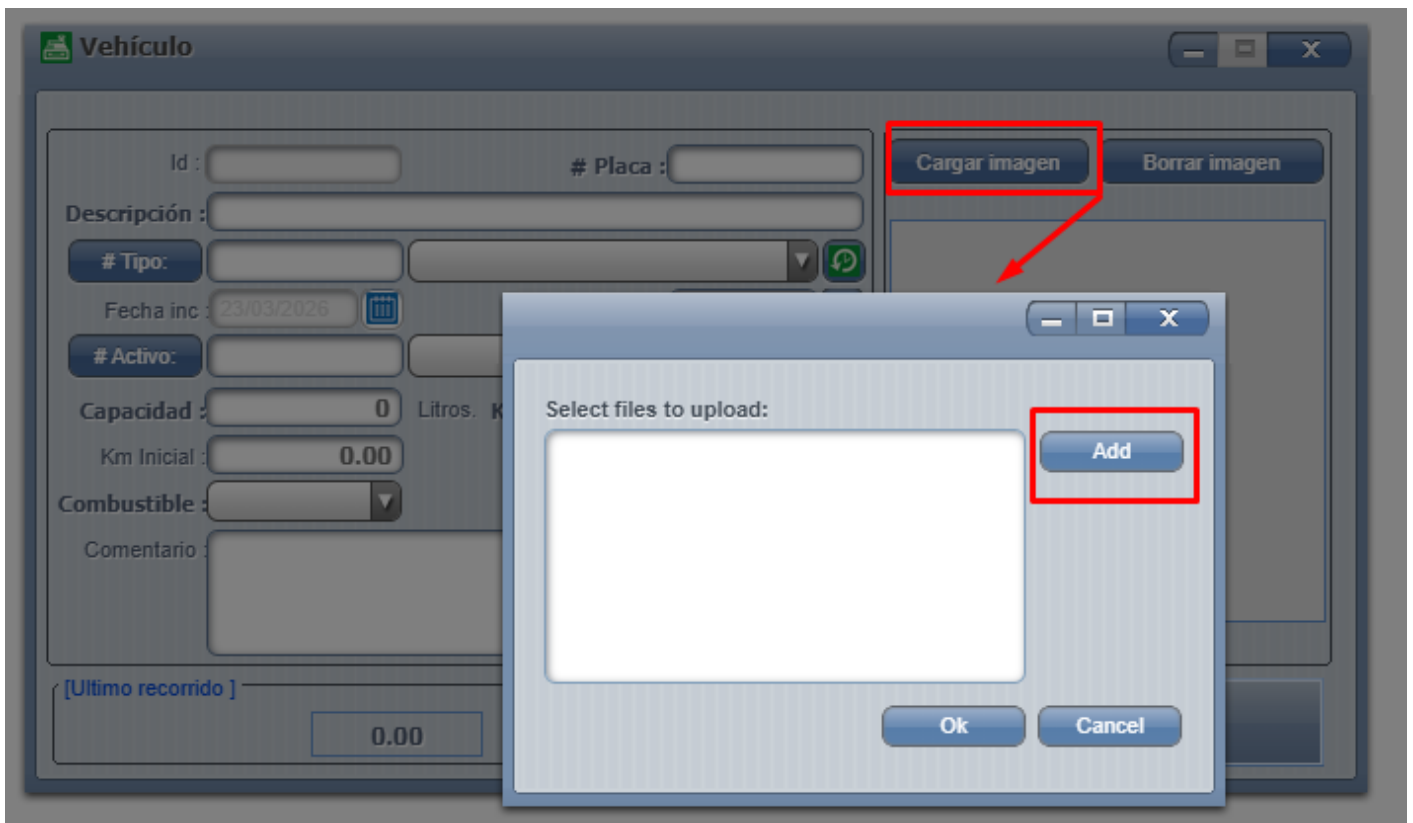 Vehículo
Id :
# Placa :
Cargar imagen
Borrar imagen
Descripción :
# Tipo:
Fecha inc :
23/03/2026
# Activo:
Capacidad :
0
Litros.
Km Inicial :
0.00
Combustible :
Comentario :
Select files to upload:
Add
Ok
Cancel
[Ultimo recorrido ]
0.00